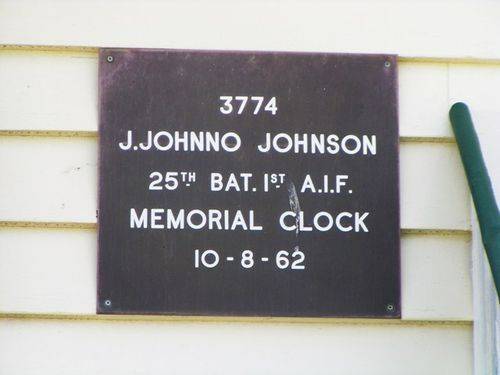 3774
J.JOHNNO JOHNSON
25TH BAT. 1ST A.I.F.
MEMORIAL CLOCK
10-8-62